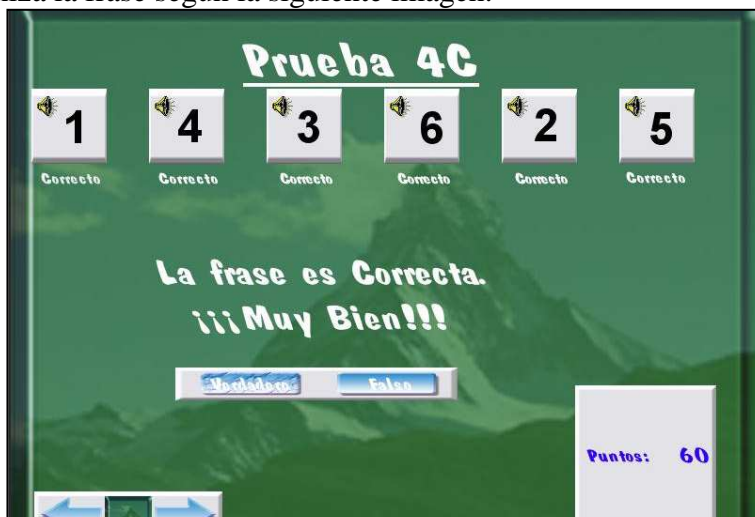 la frase según la siguiente imagen.
Prueba 4C
1 4 3 6 2 5
Correcto Correcto Correcto Correcto Correcto Correcto
La frase es Correcta.
¡¡¡Muy Bien!!!
Verdadero Falso
Puntos: 60